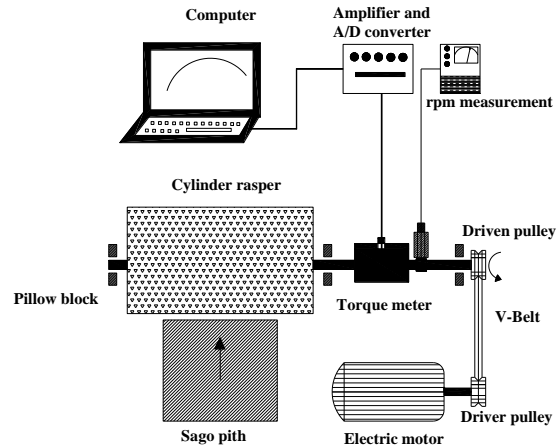 Computer
Amplifier and
A/D converter
rpm measurement
Cylinder rasper
Driven pulley
Pillow block
Torque meter
V-Belt
Sago pith
Electric motor
Driver pulley